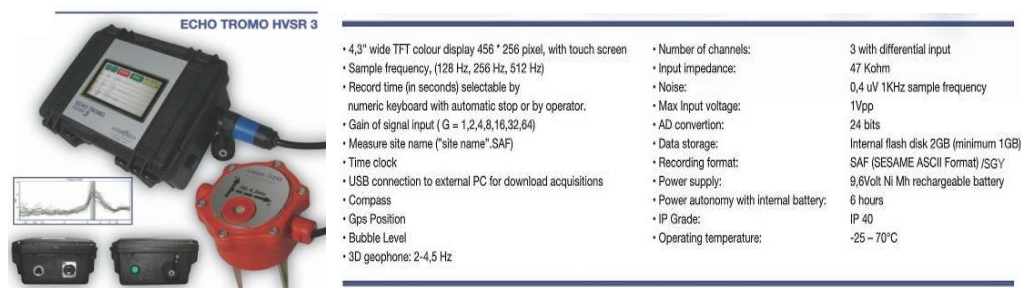 ECHO TROMO HVSR 3
ECHO TROMO
HVSR 3
• 4,3" wide TFT colour display 456 * 256 pixel, with touch screen
• Sample frequency, (128 Hz, 256 Hz, 512 Hz)
• Record time (in seconds) selectable by
numeric keyboard with automatic stop or by operator.
• Gain of signal input ( G = 1,2,4,8,16,32,64)
• Measure site name ("site name".SAF)
• Time clock
• USB connection to external PC for download acquisitions
• Compass
• Gps Position
• Bubble Level
• 3D geophone: 2-4,5 Hz
• Number of channels: 3 with differential input
• Input impedance: 47 Kohm
• Noise: 0,4 uV 1KHz sample frequency
• Max Input voltage: 1Vpp
• AD convertion: 24 bits
• Data storage: Internal flash disk 2GB (minimum 1GB)
• Recording format: SAF (SESAME ASCII Format) /SGY
• Power supply: 9,6Volt Ni Mh rechargeable battery
• Power autonomy with internal battery: 6 hours
• IP Grade: IP 40
• Operating temperature: -25 – 70°C